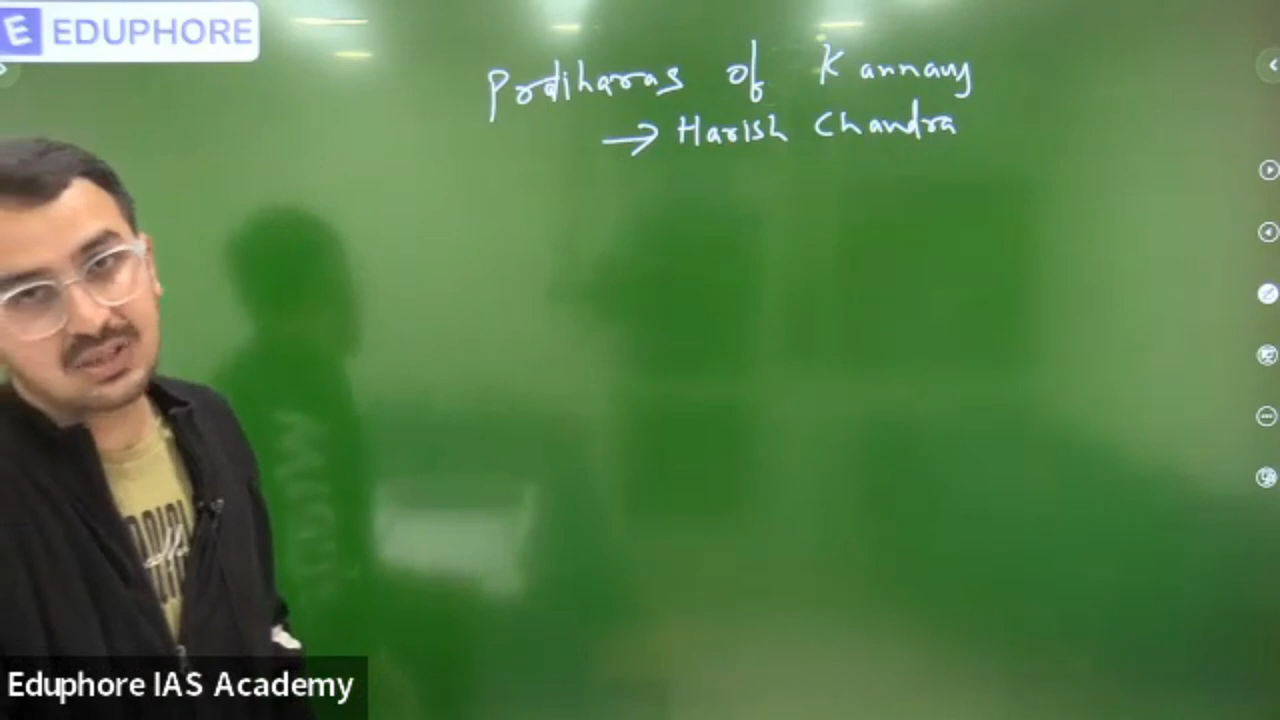 E EDUPHORE
Pratiharas of Kannauj
→ Harish Chandra
Eduphore IAS Academy